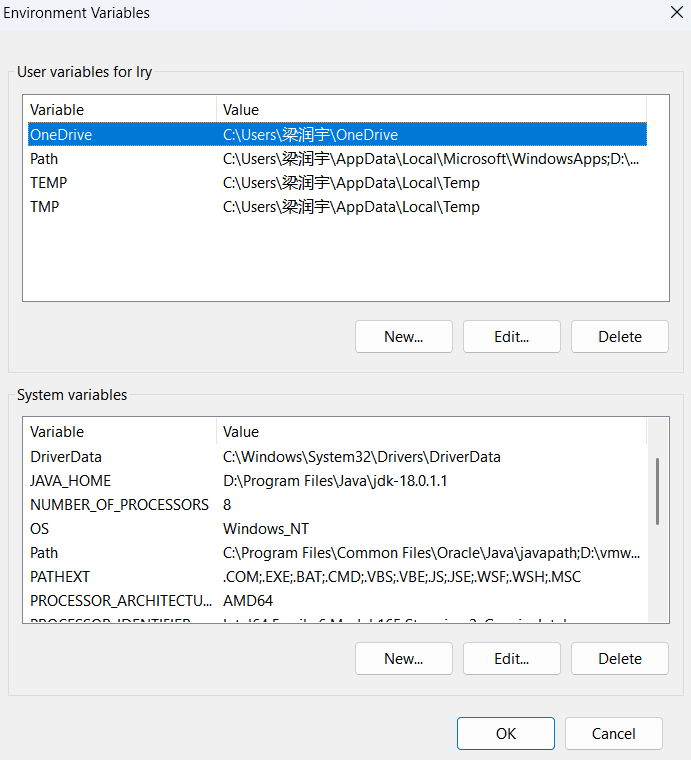 Environment Variables
User variables for lry
Variable Value
OneDrive C:\Users\梁润宇\OneDrive
Path C:\Users\梁润宇\AppData\Local\Microsoft\WindowsApps;D:\...
TEMP C:\Users\梁润宇\AppData\Local\Temp
TMP C:\Users\梁润宇\AppData\Local\Temp
New... Edit... Delete
System variables
Variable Value
DriverData C:\Windows\System32\Drivers\DriverData
JAVA_HOME D:\Program Files\Java\jdk-18.0.1.1
NUMBER_OF_PROCESSORS 8
OS Windows_NT
Path C:\Program Files\Common Files\Oracle\Java\javapath;D:\vmw...
PATHEXT .COM;.EXE;.BAT;.CMD;.VBS;.VBE;.JS;.JSE;.WSF;.WSH;.MSC
PROCESSOR_ARCHITECTU... AMD64
New... Edit... Delete
OK Cancel